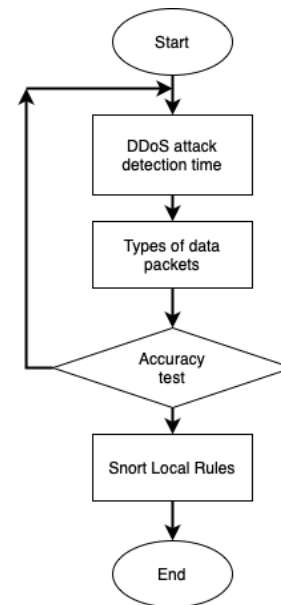 Start
DDoS attack
detection time
Types of data
packets
Accuracy
test
Snort Local Rules
End